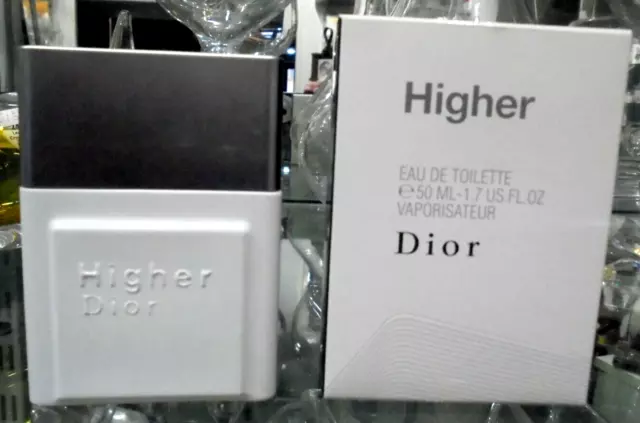 Higher
Dior
Higher
EAU DE TOILETTE
℮50 ML-1.7 US FL.OZ
VAPORISATEUR
Dior